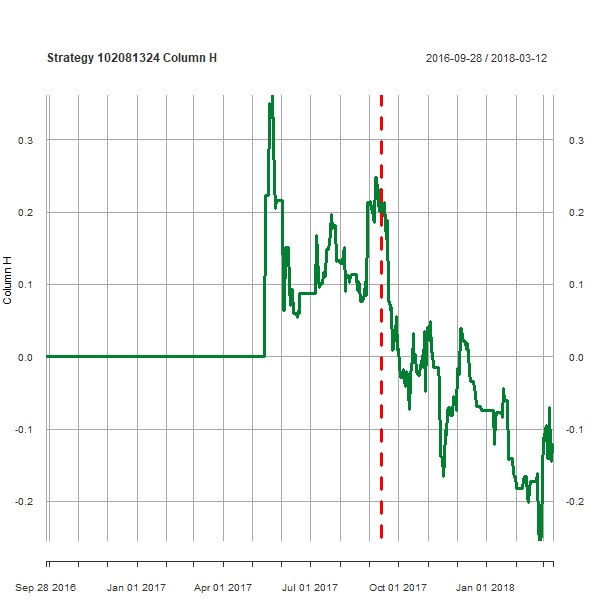 Strategy 102081324 Column H
2016-09-28 / 2018-03-12
0.3
0.3
0.2
0.2
0.1
0.1
0.0
0.0
-0.1
-0.1
-0.2
-0.2
Column H
Sep 28 2016
Jan 01 2017
Apr 01 2017
Jul 01 2017
Oct 01 2017
Jan 01 2018